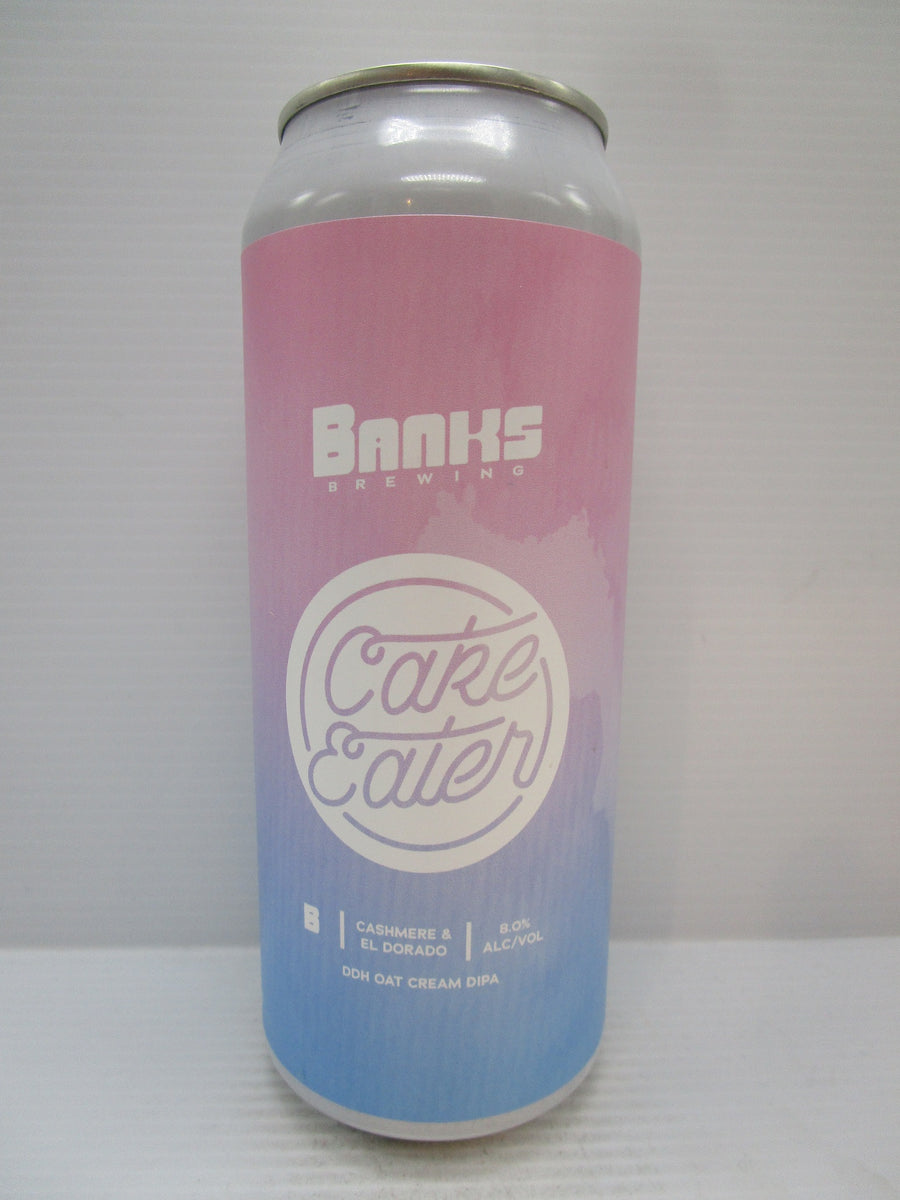 BANKS
BREWING
Cake
Eater
B
CASHMERE &
EL DORADO
8.0%
ALC/VOL
DDH OAT CREAM DIPA